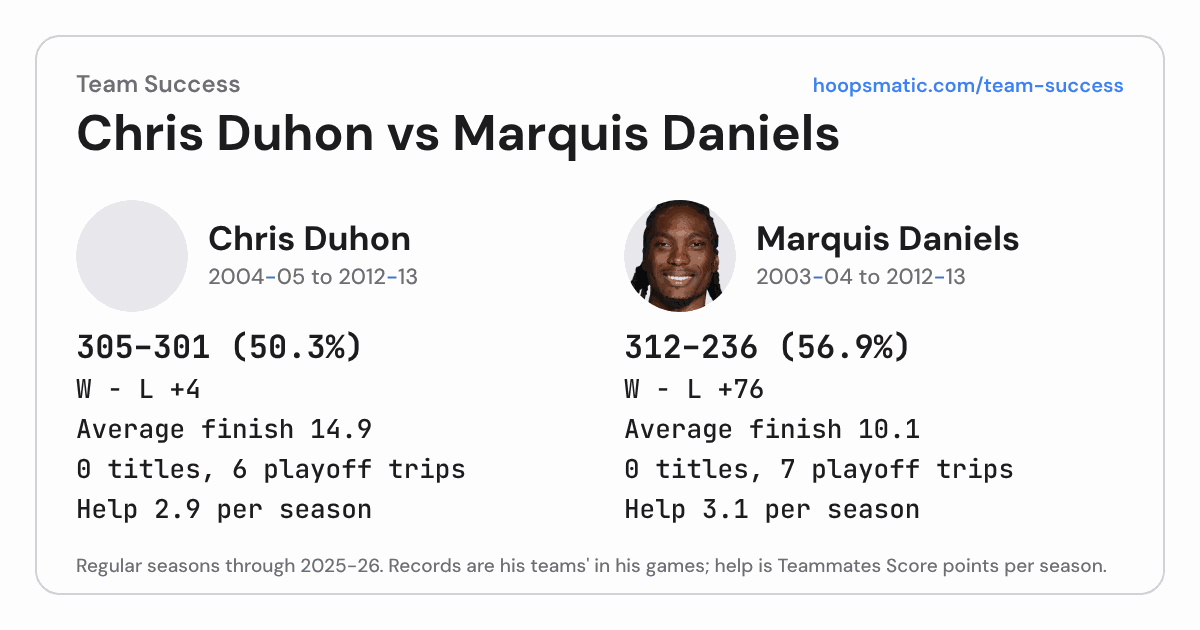 Team Success
hoopsmatic.com/team-success
Chris Duhon vs Marquis Daniels
Chris Duhon
2004-05 to 2012-13
305-301 (50.3%)
W - L +4
Average finish 14.9
0 titles, 6 playoff trips
Help 2.9 per season
Marquis Daniels
2003-04 to 2012-13
312-236 (56.9%)
W - L +76
Average finish 10.1
0 titles, 7 playoff trips
Help 3.1 per season
Regular seasons through 2025-26. Records are his teams' in his games; help is Teammates Score points per season.